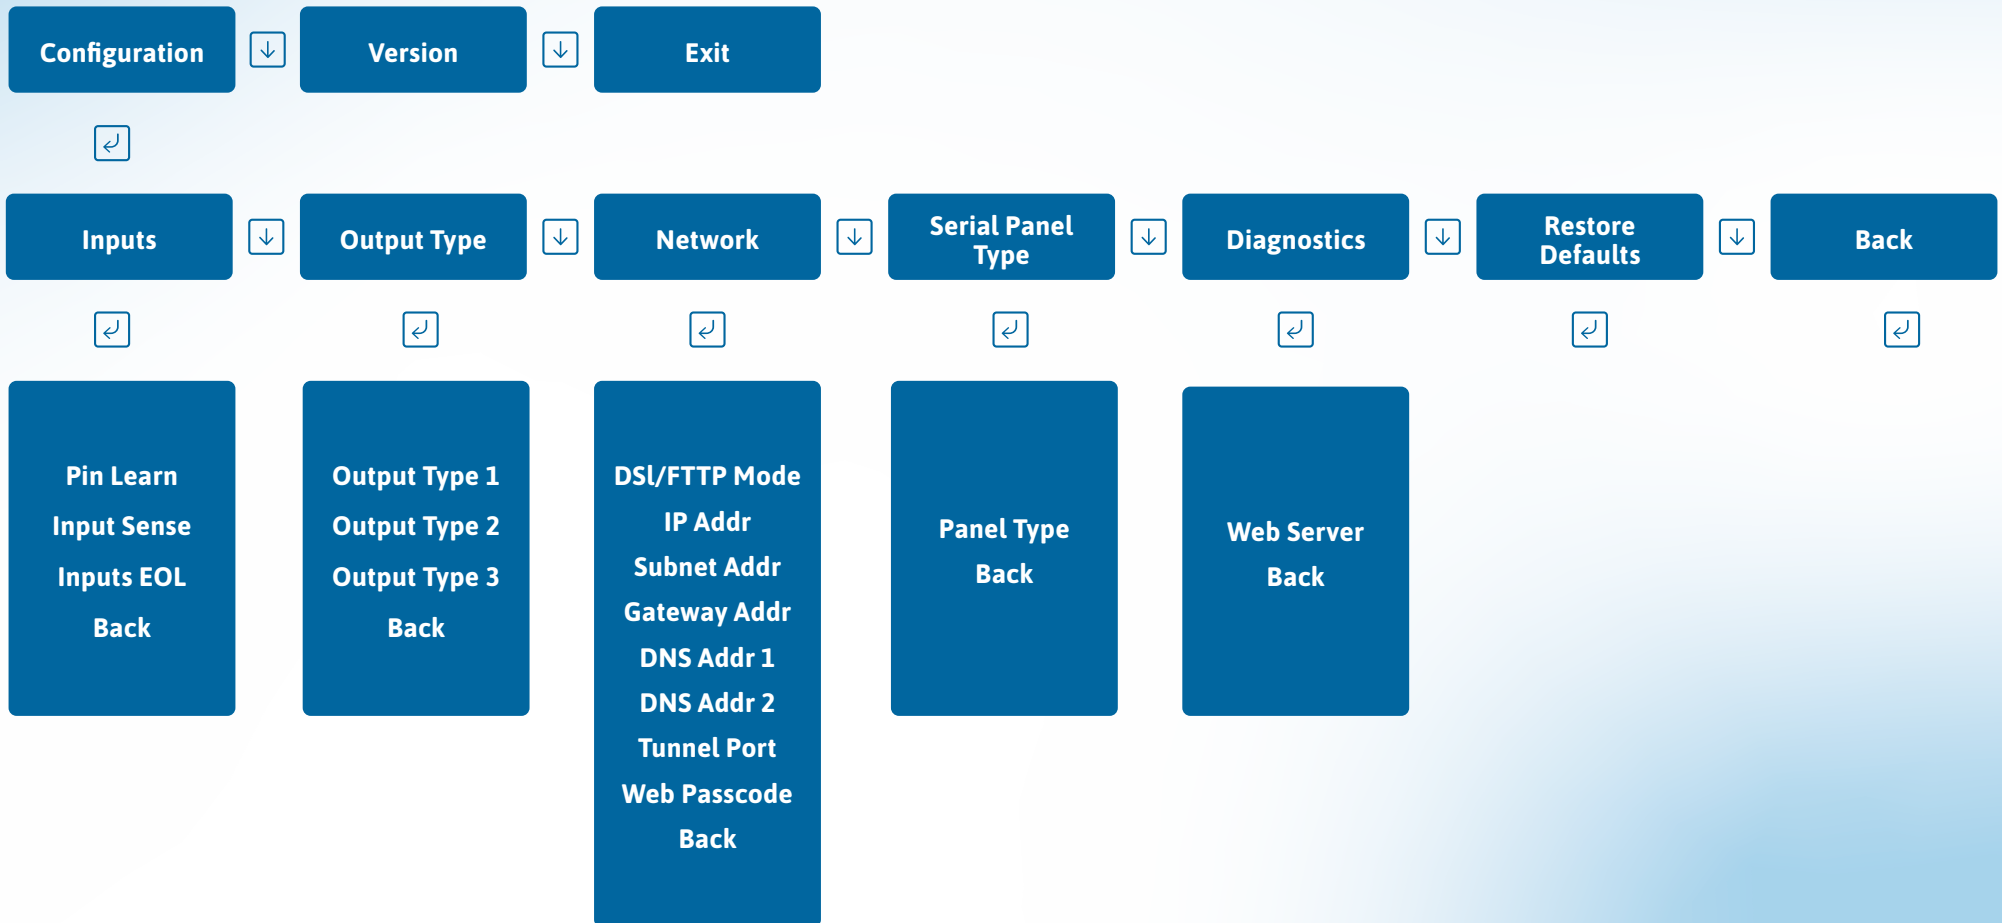 Configuration
Version
Exit
Inputs
Output Type
Network
Serial Panel
Type
Diagnostics
Restore
Defaults
Back
Pin Learn
Input Sense
Inputs EOL
Back
Output Type 1
Output Type 2
Output Type 3
Back
DSl/FTTP Mode
IP Addr
Subnet Addr
Gateway Addr
DNS Addr 1
DNS Addr 2
Tunnel Port
Web Passcode
Back
Panel Type
Back
Web Server
Back